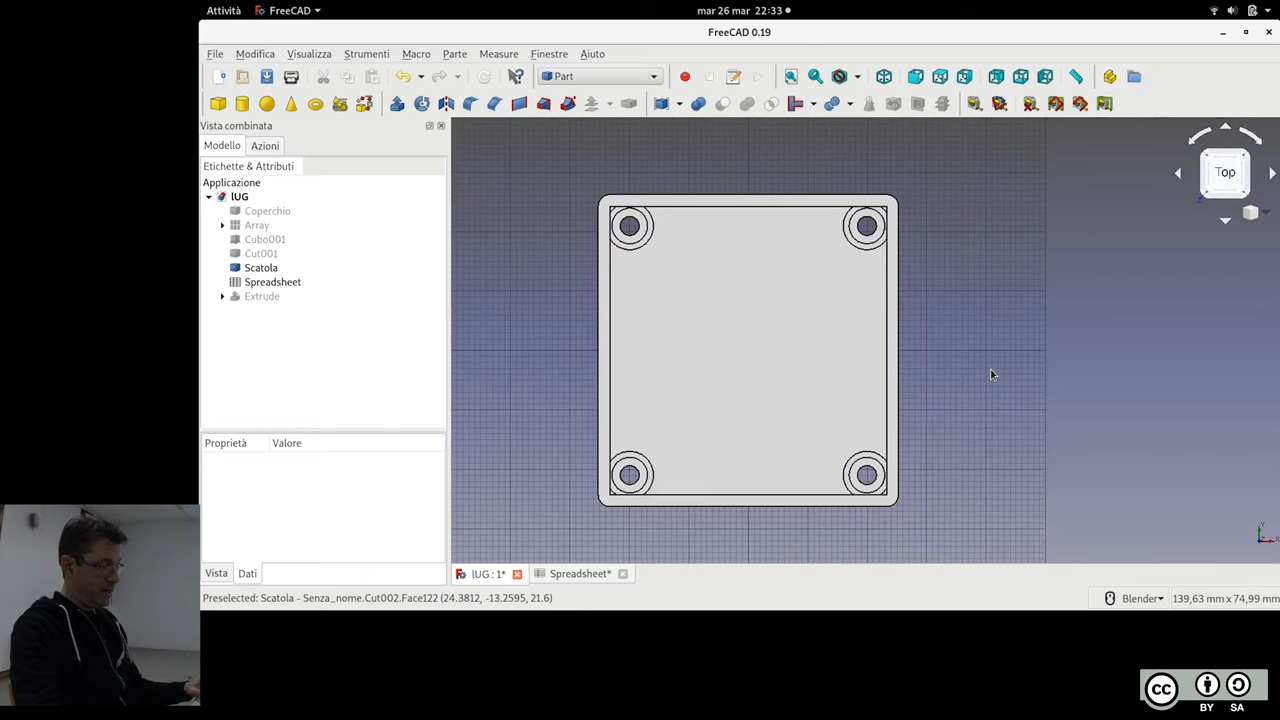 Attività FreeCAD mar 26 mar 22:33
FreeCAD 0.19
File Modifica Visualizza Strumenti Macro Parte Measure Finestre Aiuto
Part
Vista combinata
Modello Azioni
Etichette & Attributi
Applicazione
lUG
Coperchio
Array
Cubo001
Cut001
Scatola
Spreadsheet
Extrude
Top
Proprietà Valore
Vista Dati
lUG : 1* Spreadsheet*
Preselected: Scatola - Senza_nome.Cut002.Face122 (24.3812, -13.2595, 21.6) Blender 139,63 mm x 74,99 mm
cc BY SA